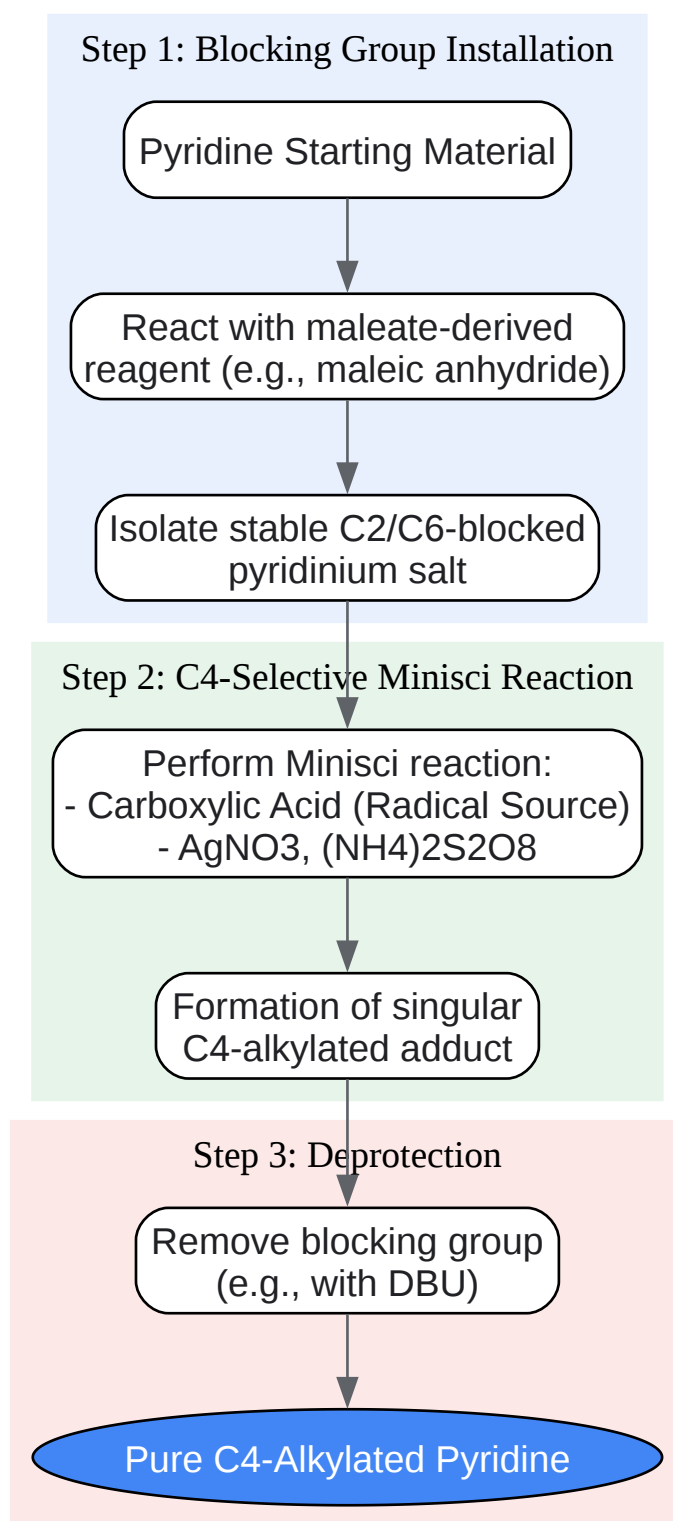 Step 1: Blocking Group Installation
Pyridine Starting Material
React with maleate-derived
reagent (e.g., maleic anhydride)
Isolate stable C2/C6-blocked
pyridinium salt
Step 2: C4-Selective Minisci Reaction
Perform Minisci reaction:
- Carboxylic Acid (Radical Source)
- AgNO3, (NH4)2S2O8
Formation of singular
C4-alkylated adduct
Step 3: Deprotection
Remove blocking group
(e.g., with DBU)
Pure C4-Alkylated Pyridine